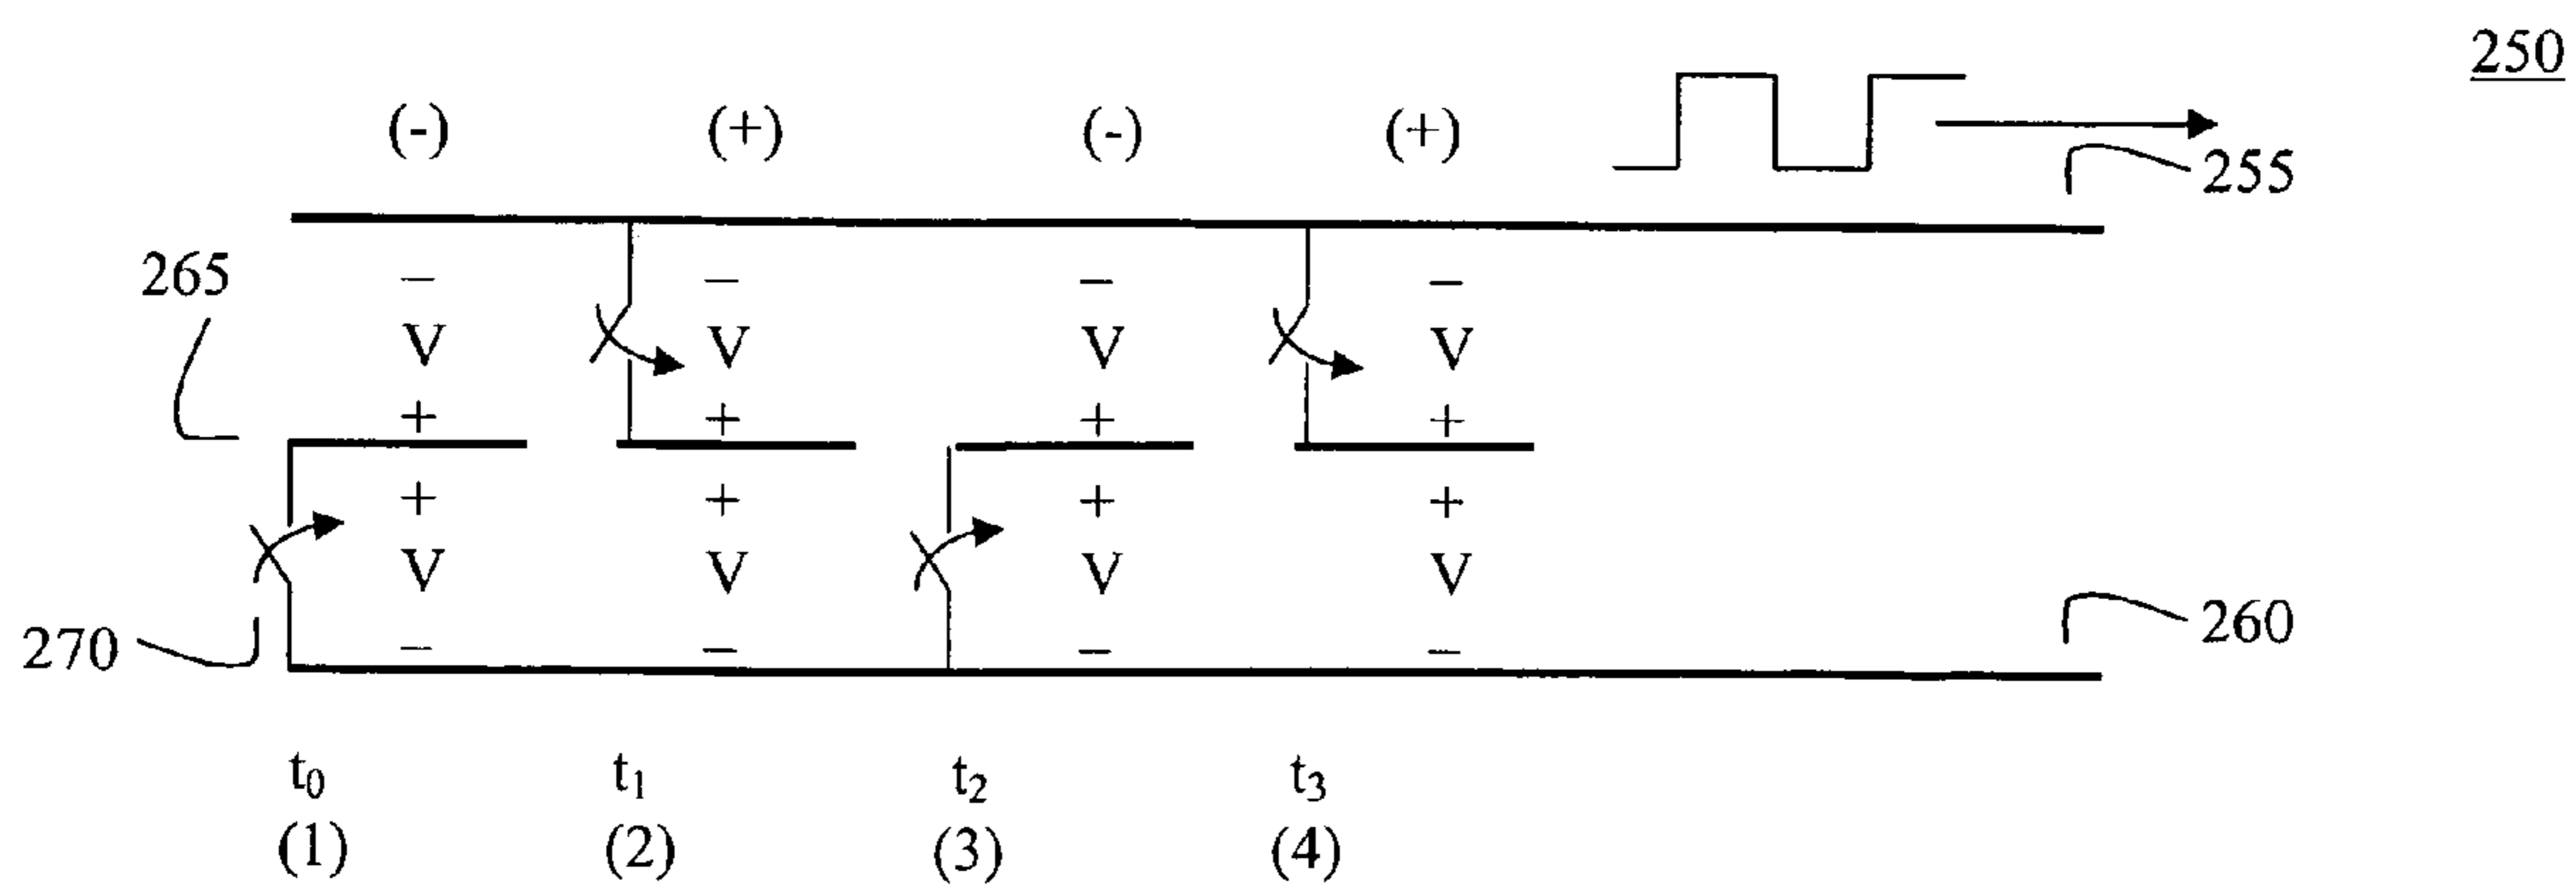 250
(-) (+) (-) (+)
255
265
− − − −
V V V V
+ + + +
+ + + +
V V V V
270
− − − −
260
t₀ t₁ t₂ t₃
(1) (2) (3) (4)